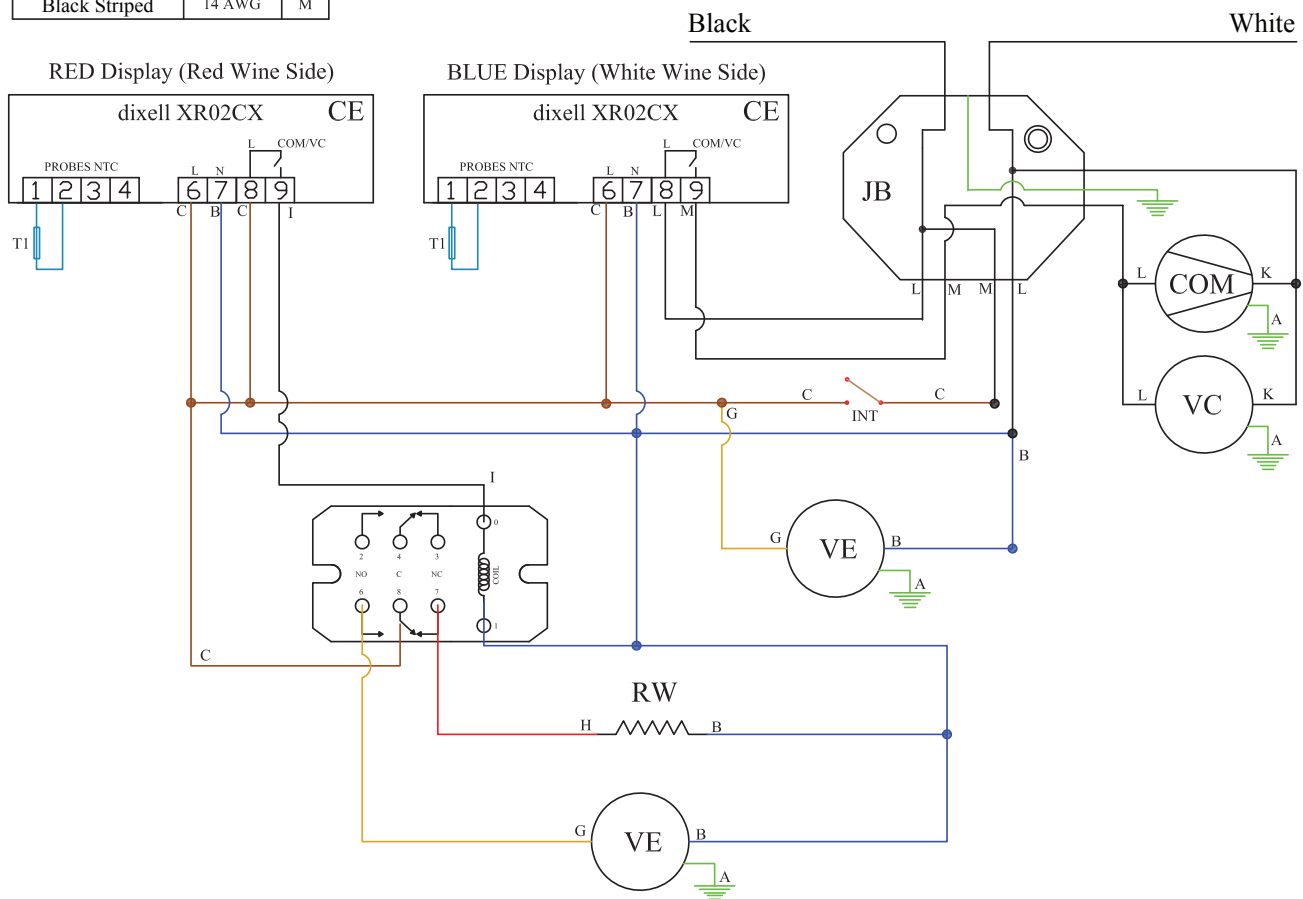 Black Striped 14 AWG M
Black White
RED Display (Red Wine Side) BLUE Display (White Wine Side)
dixell XR02CX CE dixell XR02CX CE
L COM/VC L COM/VC
PROBES NTC L N PROBES NTC L N
1 2 3 4 6 7 8 9 1 2 3 4 6 7 8 9 JB
C B C I C B L M
T1 T1
L COM K
L M M L
A
C C L VC K
G INT
A
B
I
0
2 4 3
NO C NC COIL
G VE B
6 8 7
A
1
C
RW
H B
G VE B
A